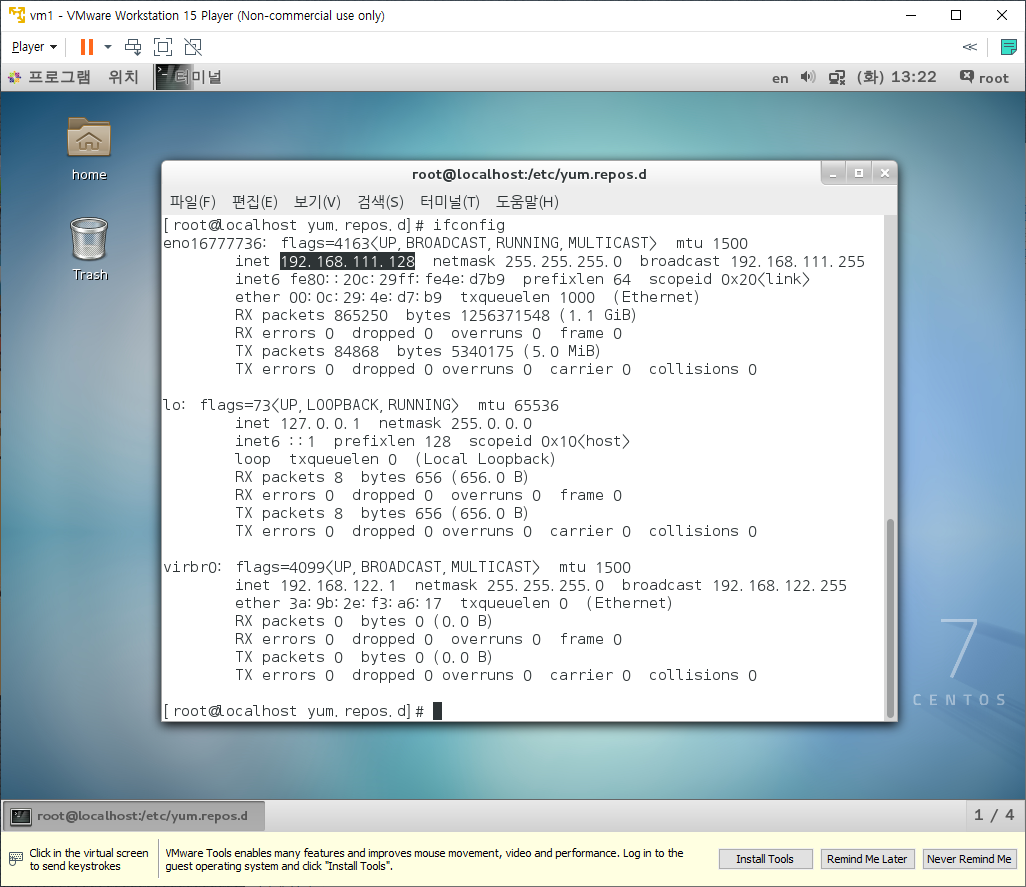 vm1 - VMware Workstation 15 Player (Non-commercial use only)
Player
프로그램 위치 터미널 en (화) 13:22 root
home
Trash
root@localhost:/etc/yum.repos.d
파일(F) 편집(E) 보기(V) 검색(S) 터미널(T) 도움말(H)
[root@localhost yum.repos.d]# ifconfig
eno16777736: flags=4163<UP,BROADCAST,RUNNING,MULTICAST>  mtu 1500
        inet 192.168.111.128  netmask 255.255.255.0  broadcast 192.168.111.255
        inet6 fe80::20c:29ff:fe4e:d7b9  prefixlen 64  scopeid 0x20<link>
        ether 00:0c:29:4e:d7:b9  txqueuelen 1000  (Ethernet)
        RX packets 865250  bytes 1256371548 (1.1 GiB)
        RX errors 0  dropped 0  overruns 0  frame 0
        TX packets 84868  bytes 5340175 (5.0 MiB)
        TX errors 0  dropped 0 overruns 0  carrier 0  collisions 0
lo: flags=73<UP,LOOPBACK,RUNNING>  mtu 65536
        inet 127.0.0.1  netmask 255.0.0.0
        inet6 ::1  prefixlen 128  scopeid 0x10<host>
        loop  txqueuelen 0  (Local Loopback)
        RX packets 8  bytes 656 (656.0 B)
        RX errors 0  dropped 0  overruns 0  frame 0
        TX packets 8  bytes 656 (656.0 B)
        TX errors 0  dropped 0 overruns 0  carrier 0  collisions 0
virbr0: flags=4099<UP,BROADCAST,MULTICAST>  mtu 1500
        inet 192.168.122.1  netmask 255.255.255.0  broadcast 192.168.122.255
        ether 3a:9b:2e:f3:a6:17  txqueuelen 0  (Ethernet)
        RX packets 0  bytes 0 (0.0 B)
        RX errors 0  dropped 0  overruns 0  frame 0
        TX packets 0  bytes 0 (0.0 B)
        TX errors 0  dropped 0 overruns 0  carrier 0  collisions 0
[root@localhost yum.repos.d]#
7
CENTOS
root@localhost:/etc/yum.repos.d 1 / 4
Click in the virtual screen
to send keystrokes
VMware Tools enables many features and improves mouse movement, video and performance. Log in to the
guest operating system and click "Install Tools".
Install Tools Remind Me Later Never Remind Me